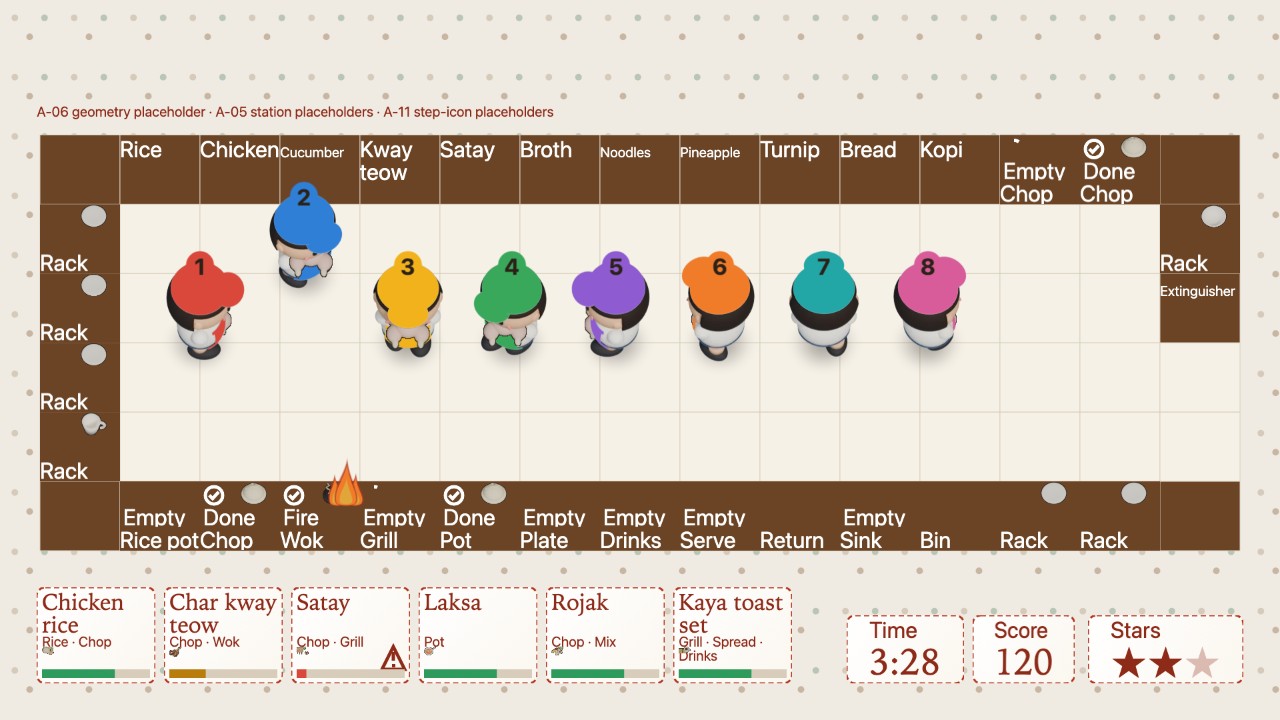 A-06 geometry placeholder · A-05 station placeholders · A-11 step-icon placeholders
Rice
Chicken
Cucumber
Kway
teow
Satay
Broth
Noodles
Pineapple
Turnip
Bread
Kopi
Empty
Chop
Done
Chop
Rack
Rack
Rack
Rack
Rack
Extinguisher
1
2
3
4
5
6
7
8
Empty
Rice pot
Done
Chop
Fire
Wok
Empty
Grill
Done
Pot
Empty
Plate
Empty
Drinks
Empty
Serve
Return
Empty
Sink
Bin
Rack
Rack
Chicken
rice
Rice · Chop
Char kway
teow
Chop · Wok
Satay
Chop · Grill
Laksa
Pot
Rojak
Chop · Mix
Kaya toast
set
Grill · Spread ·
Drinks
Time
3:28
Score
120
Stars